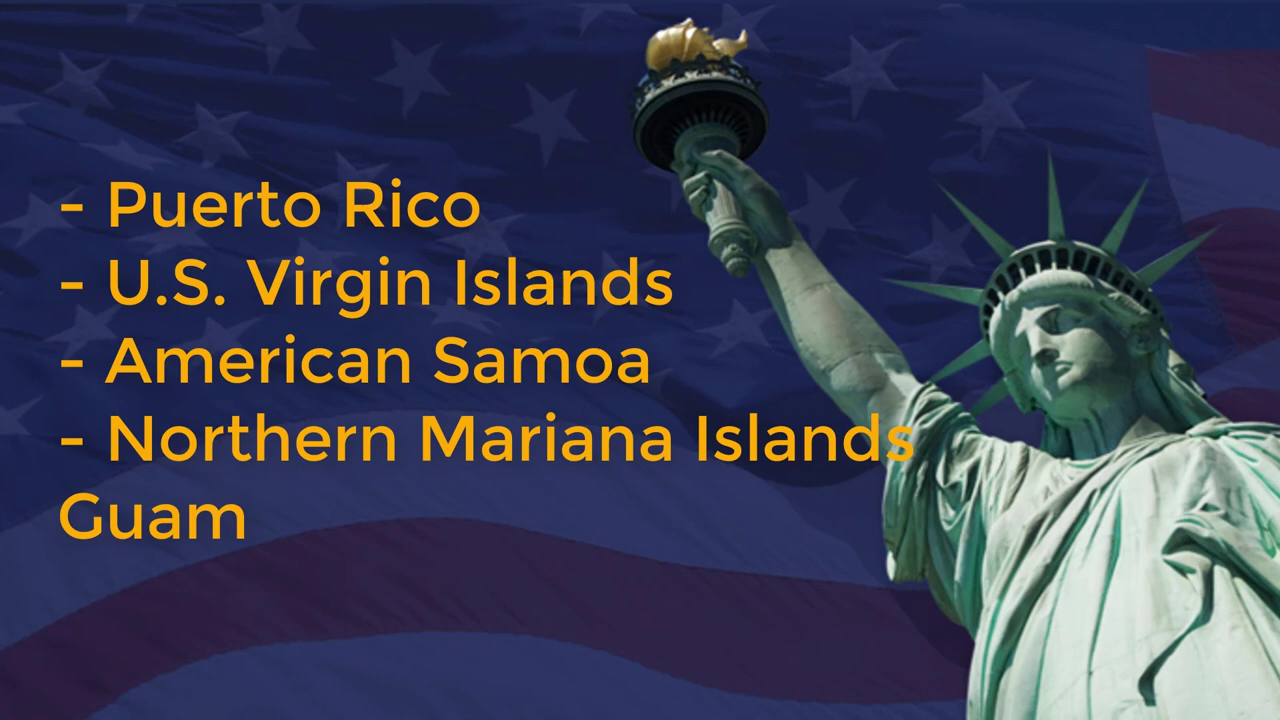 - Puerto Rico
- U.S. Virgin Islands
- American Samoa
- Northern Mariana Islands
Guam